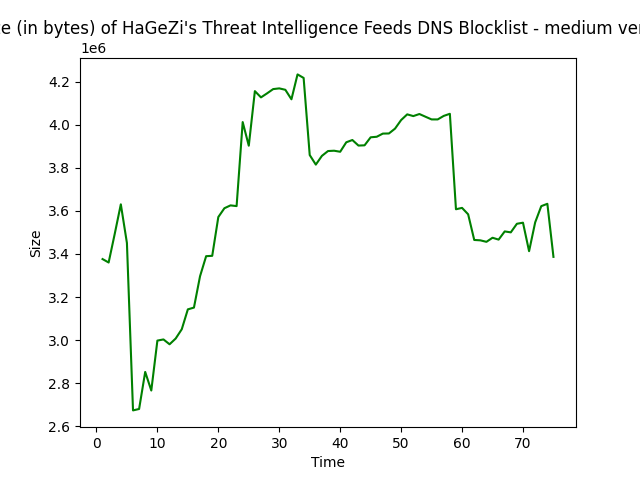 (in bytes) of HaGeZi's Threat Intelligence Feeds DNS Blocklist - medium
1e6
4.2
4.0
3.8
3.6
3.4
3.2
3.0
2.8
2.6
Size
0 10 20 30 40 50 60 70
Time